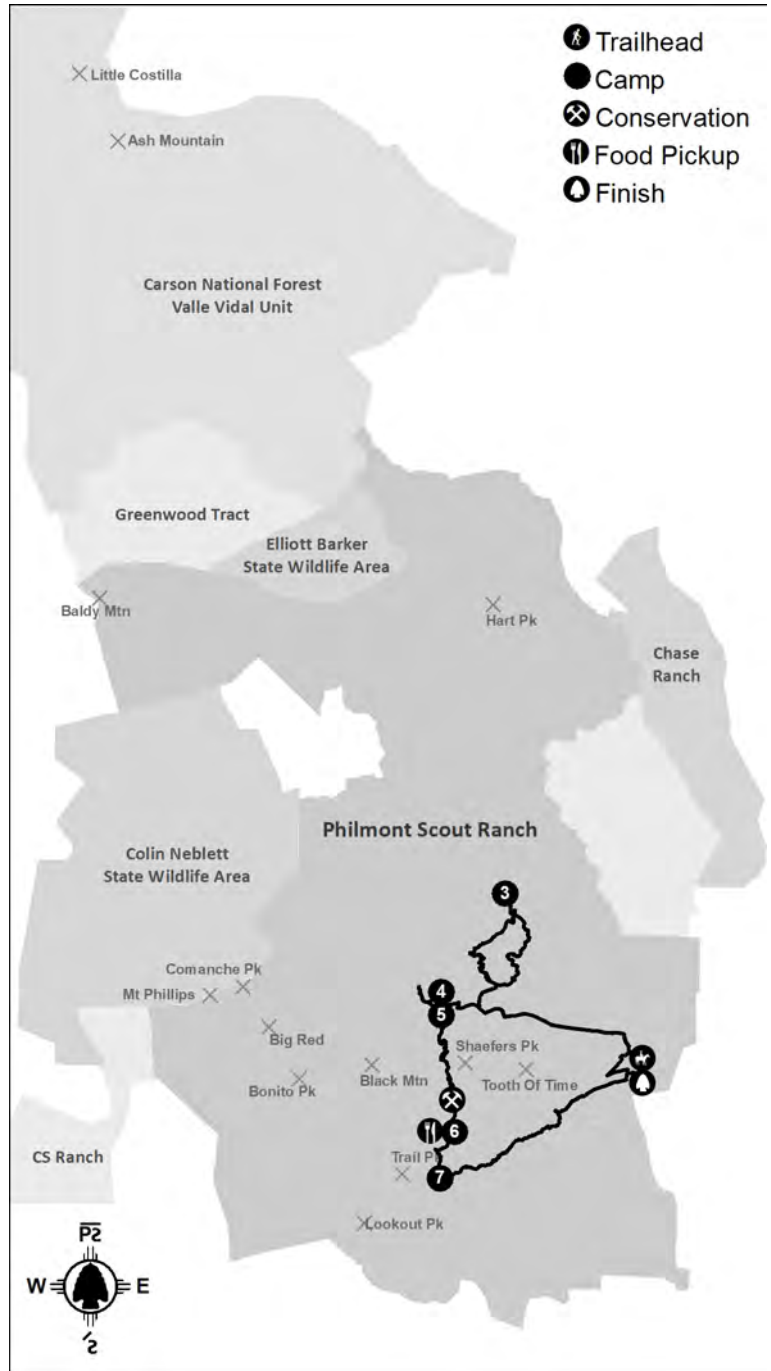 Trailhead
Camp
Conservation
Food Pickup
Finish
Little Costilla
Ash Mountain
Carson National Forest
Valle Vidal Unit
Greenwood Tract
Elliott Barker
State Wildlife Area
Baldy Mtn
Hart Pk
Chase
Ranch
Philmont Scout Ranch
Colin Neblett
State Wildlife Area
3
Comanche Pk
Mt Phillips
4
5
Big Red
Shaefers Pk
Black Mtn
Tooth Of Time
Bonito Pk
6
CS Ranch
Trail P
7
Lookout Pk
W
E